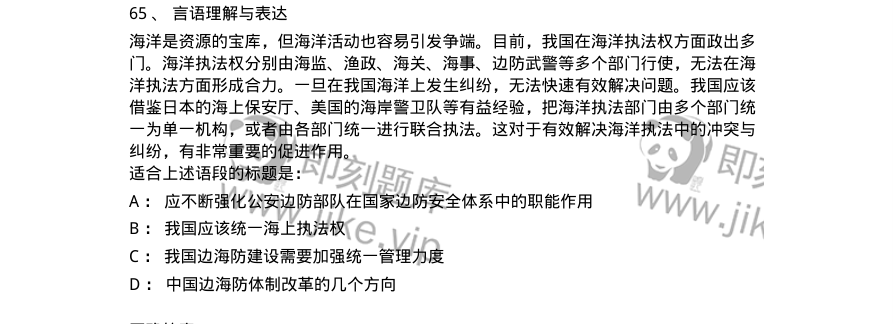 65、 言语理解与表达
海洋是资源的宝库，但海洋活动也容易引发争端。目前，我国在海洋执法权方面政出多
门。海洋执法权分别由海监、渔政、海关、海事、边防武警等多个部门行使，无法在海
洋执法方面形成合力。一旦在我国海洋上发生纠纷，无法快速有效解决问题。我国应该
借鉴日本的海上保安厅、美国的海岸警卫队等有益经验，把海洋执法部门由多个部门统
一为单一机构，或者由各部门统一进行联合执法。这对于有效解决海洋执法中的冲突与
纠纷，有非常重要的促进作用。
适合上述语段的标题是：
A： 应不断强化公安边防部队在国家边防安全体系中的职能作用
B： 我国应该统一海上执法权
C： 我国边海防建设需要加强统一管理力度
D： 中国边海防体制改革的几个方向
即刻题库
www.jike.vip
即刻
www.jik